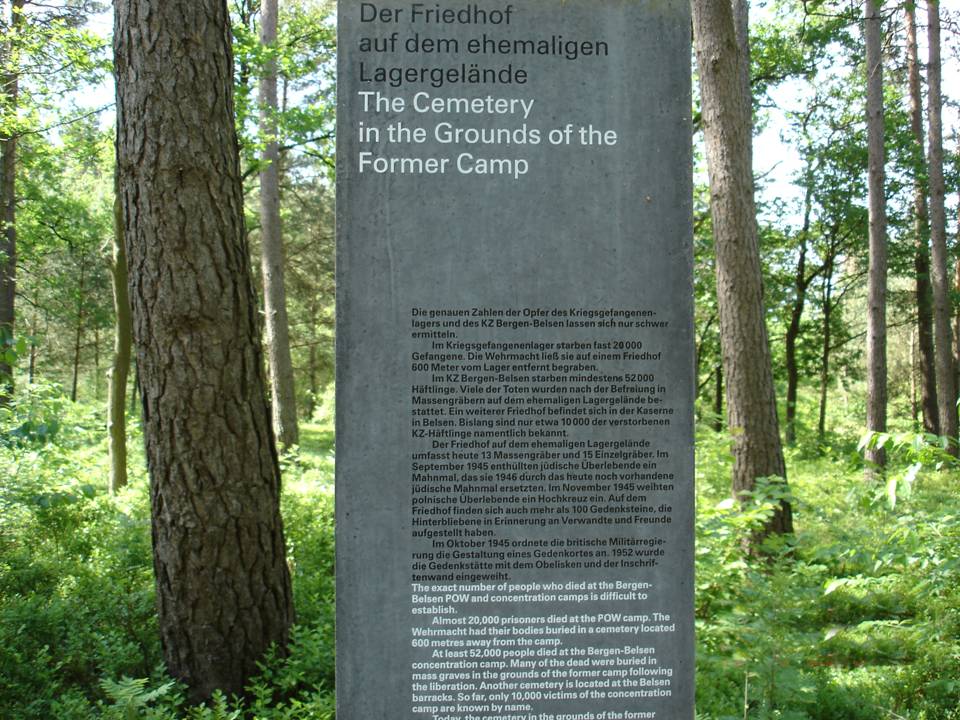 Der Friedhof
auf dem ehemaligen
Lagergelände
The Cemetery
in the Grounds of the
Former Camp
Die genauen Zahlen der Opfer des Kriegsgefangenen-
lagers und des KZ Bergen-Belsen lassen sich nur schwer
ermitteln.
Im Kriegsgefangenenlager starben fast 20 000
Gefangene. Die Wehrmacht ließ sie auf einem Friedhof
600 Meter vom Lager entfernt begraben.
Im KZ Bergen-Belsen starben mindestens 52 000
Häftlinge. Viele der Toten wurden nach der Befreiung in
Massengräbern auf dem ehemaligen Lagergelände be-
stattet. Ein weiterer Friedhof befindet sich in der Kaserne
in Belsen. Bislang sind nur etwa 10 000 der verstorbenen
KZ-Häftlinge namentlich bekannt.
Der Friedhof auf dem ehemaligen Lagergelände
umfasst heute 13 Massengräber und 15 Einzelgräber. Im
September 1945 enthüllten jüdische Überlebende ein
Mahnmal, das sie 1946 durch das heute noch vorhandene
jüdische Mahnmal ersetzten. Im November 1945 weihten
polnische Überlebende ein Hochkreuz ein. Auf dem
Friedhof finden sich auch mehr als 100 Gedenksteine, die
Hinterbliebene in Erinnerung an Verwandte und Freunde
aufgestellt haben.
Im Oktober 1945 ordnete die britische Militärregie-
rung die Gestaltung eines Gedenkortes an. 1952 wurde
die Gedenkstätte mit dem Obelisken und der Inschrif-
tenwand eingeweiht.
The exact number of people who died at the Bergen-
Belsen POW and concentration camps is difficult to
establish.
Almost 20,000 prisoners died at the POW camp. The
Wehrmacht had their bodies buried in a cemetery located
600 metres away from the camp.
At least 52,000 people died at the Bergen-Belsen
concentration camp. Many of the dead were buried in
mass graves in the grounds of the former camp following
the liberation. Another cemetery is located at the Belsen
barracks. So far, only 10,000 victims of the concentration
camp are known by name.
Today, the cemetery in the grounds of the former